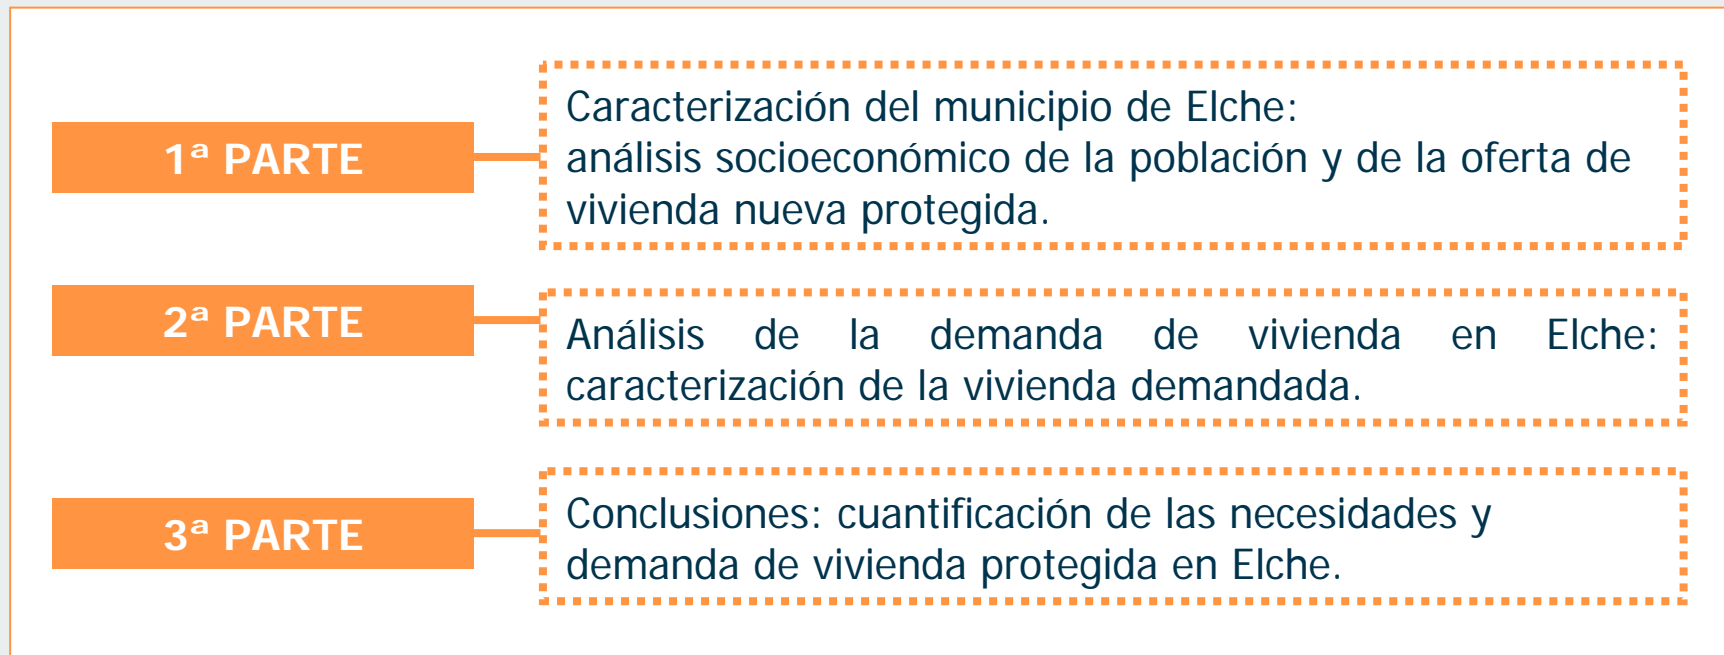 1ª PARTE
Caracterización del municipio de Elche:
análisis socioeconómico de la población y de la oferta de
vivienda nueva protegida.
2ª PARTE
Análisis de la demanda de vivienda en Elche:
caracterización de la vivienda demandada.
3ª PARTE
Conclusiones: cuantificación de las necesidades y
demanda de vivienda protegida en Elche.